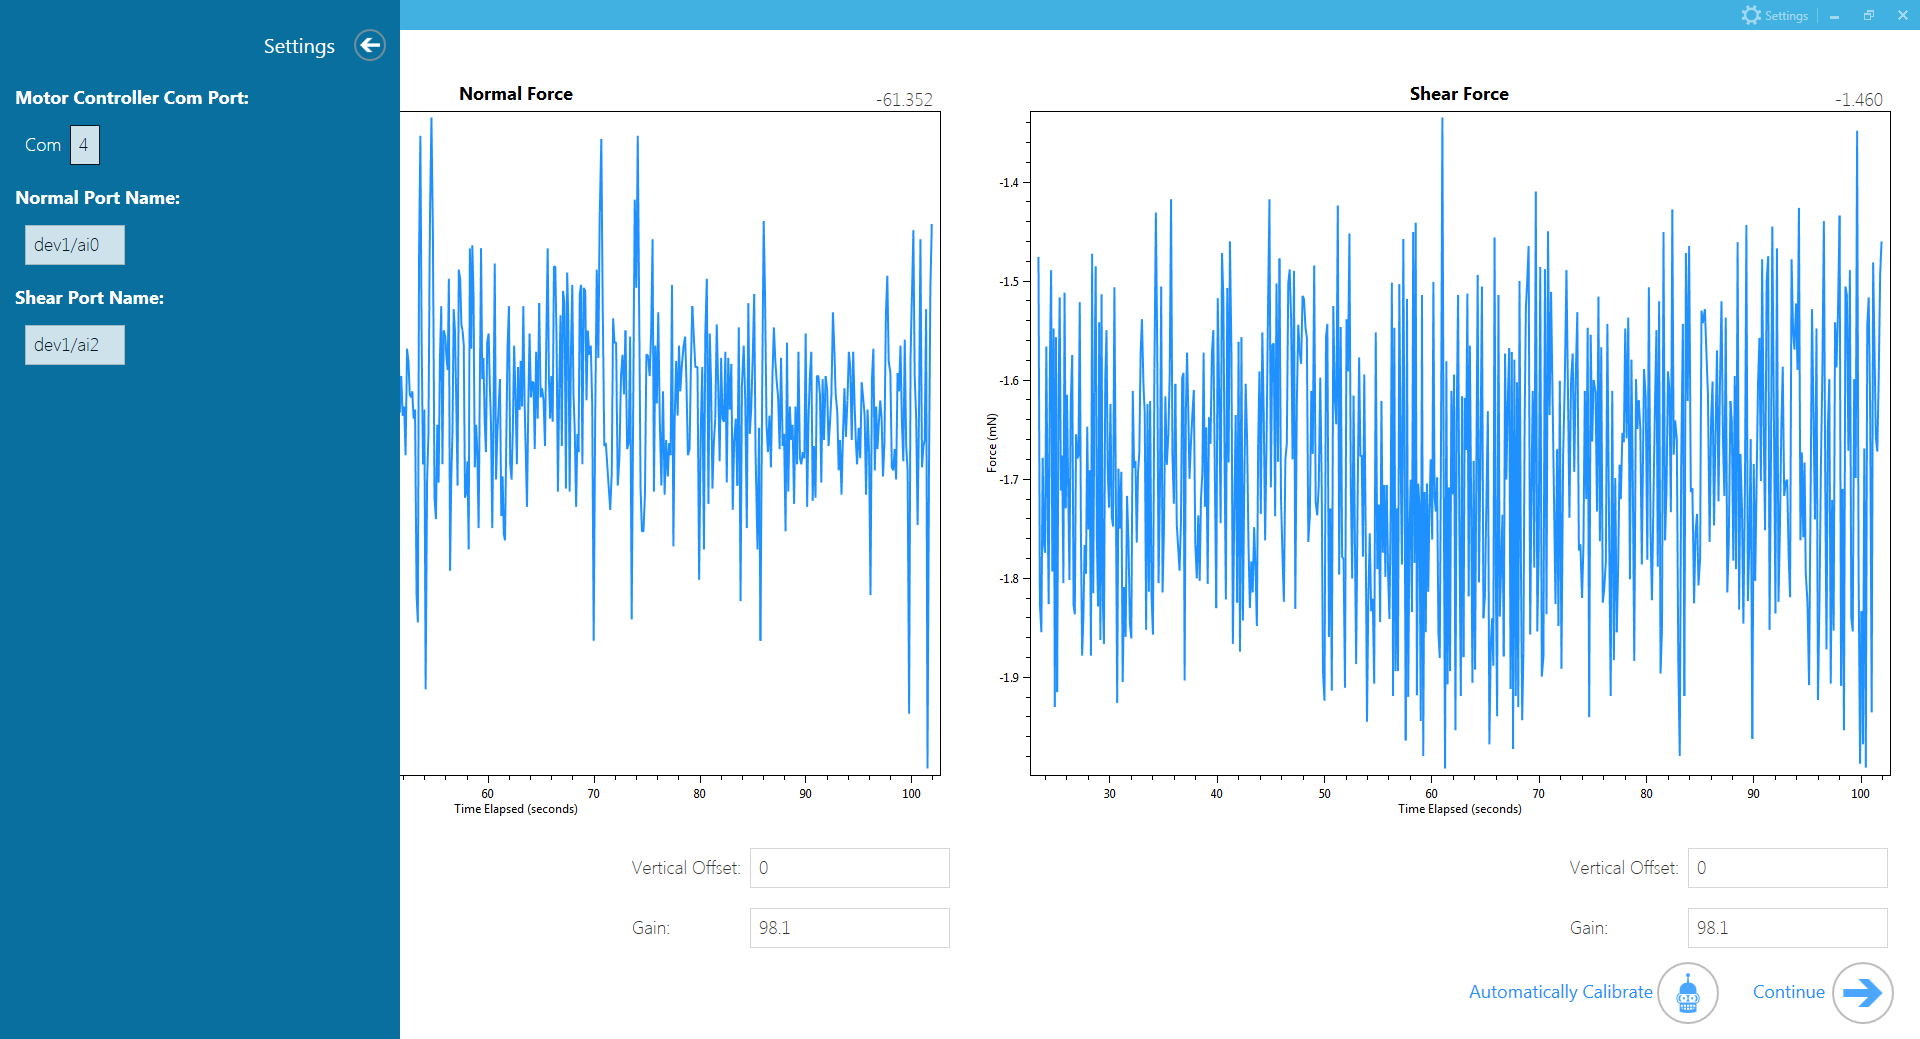 Settings
Settings
Motor Controller Com Port:
Com 4
Normal Port Name:
dev1/ai0
Shear Port Name:
dev1/ai2
Normal Force
-61.352
60 70 80 90 100
Time Elapsed (seconds)
Vertical Offset: 0
Gain: 98.1
Shear Force
-1.460
-1.4
-1.5
-1.6
-1.7
-1.8
-1.9
Force (mN)
30 40 50 60 70 80 90 100
Time Elapsed (seconds)
Vertical Offset: 0
Gain: 98.1
Automatically Calibrate
Continue